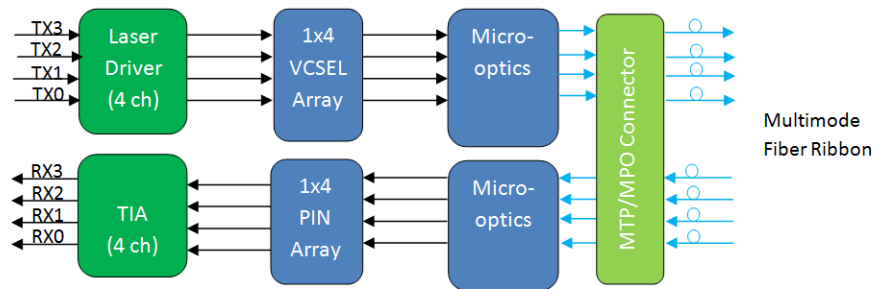 TX3
TX2
TX1
TX0
Laser
Driver
(4 ch)
1x4
VCSEL
Array
Micro-
optics
MTP/MPO Connector
Multimode
Fiber Ribbon
RX3
RX2
RX1
RX0
TIA
(4 ch)
1x4
PIN
Array
Micro-
optics